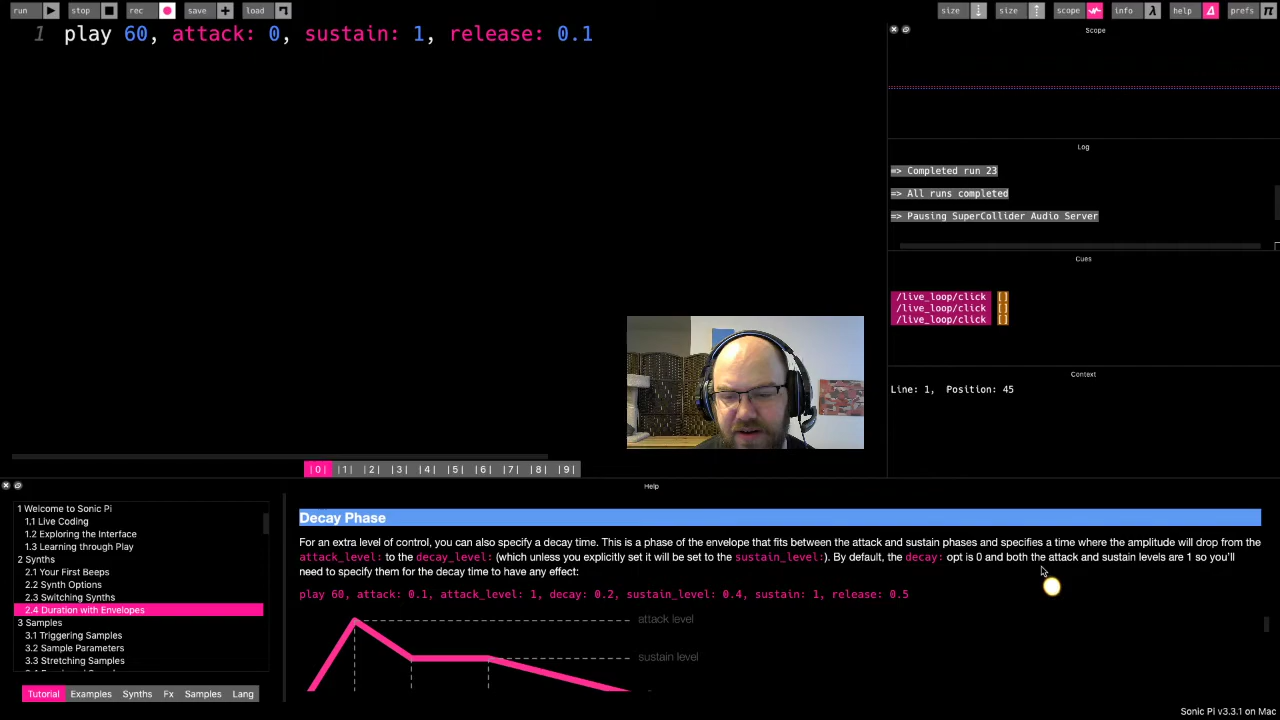 run
stop
rec
save
load
size
size
scope
info
help
prefs
1 play 60, attack: 0, sustain: 1, release: 0.1
Scope
Log
=> Completed run 23
=> All runs completed
=> Pausing SuperCollider Audio Server
Cues
/live_loop/click []
/live_loop/click []
/live_loop/click []
Context
Line: 1, Position: 45
|0| |1| |2| |3| |4| |5| |6| |7| |8| |9|
Help
1 Welcome to Sonic Pi
1.1 Live Coding
1.2 Exploring the Interface
1.3 Learning through Play
2 Synths
2.1 Your First Beeps
2.2 Synth Options
2.3 Switching Synths
2.4 Duration with Envelopes
3 Samples
3.1 Triggering Samples
3.2 Sample Parameters
3.3 Stretching Samples
Tutorial Examples Synths Fx Samples Lang
Decay Phase
For an extra level of control, you can also specify a decay time. This is a phase of the envelope that fits between the attack and sustain phases and specifies a time where the amplitude will drop from the
attack_level: to the decay_level: (which unless you explicitly set it will be set to the sustain_level:). By default, the decay: opt is 0 and both the attack and sustain levels are 1 so you'll
need to specify them for the decay time to have any effect:
play 60, attack: 0.1, attack_level: 1, decay: 0.2, sustain_level: 0.4, sustain: 1, release: 0.5
attack level
sustain level
Sonic Pi v3.3.1 on Mac